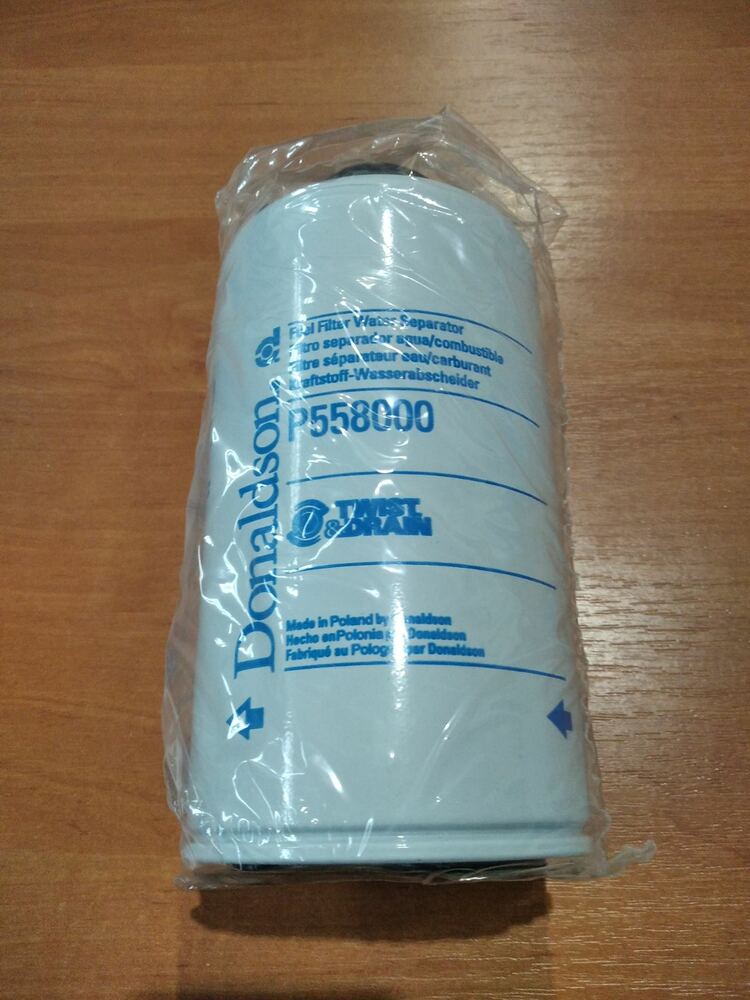 Donaldson
Fuel Filter Water Separator
Filtro separador agua/combustible
Filtre séparateur eau/carburant
Kraftstoff-Wasserabscheider
P558000
TWIST
&DRAIN
Made in Poland by Donaldson
Hecho en Polonia por Donaldson
Fabriqué au Pologne par Donaldson